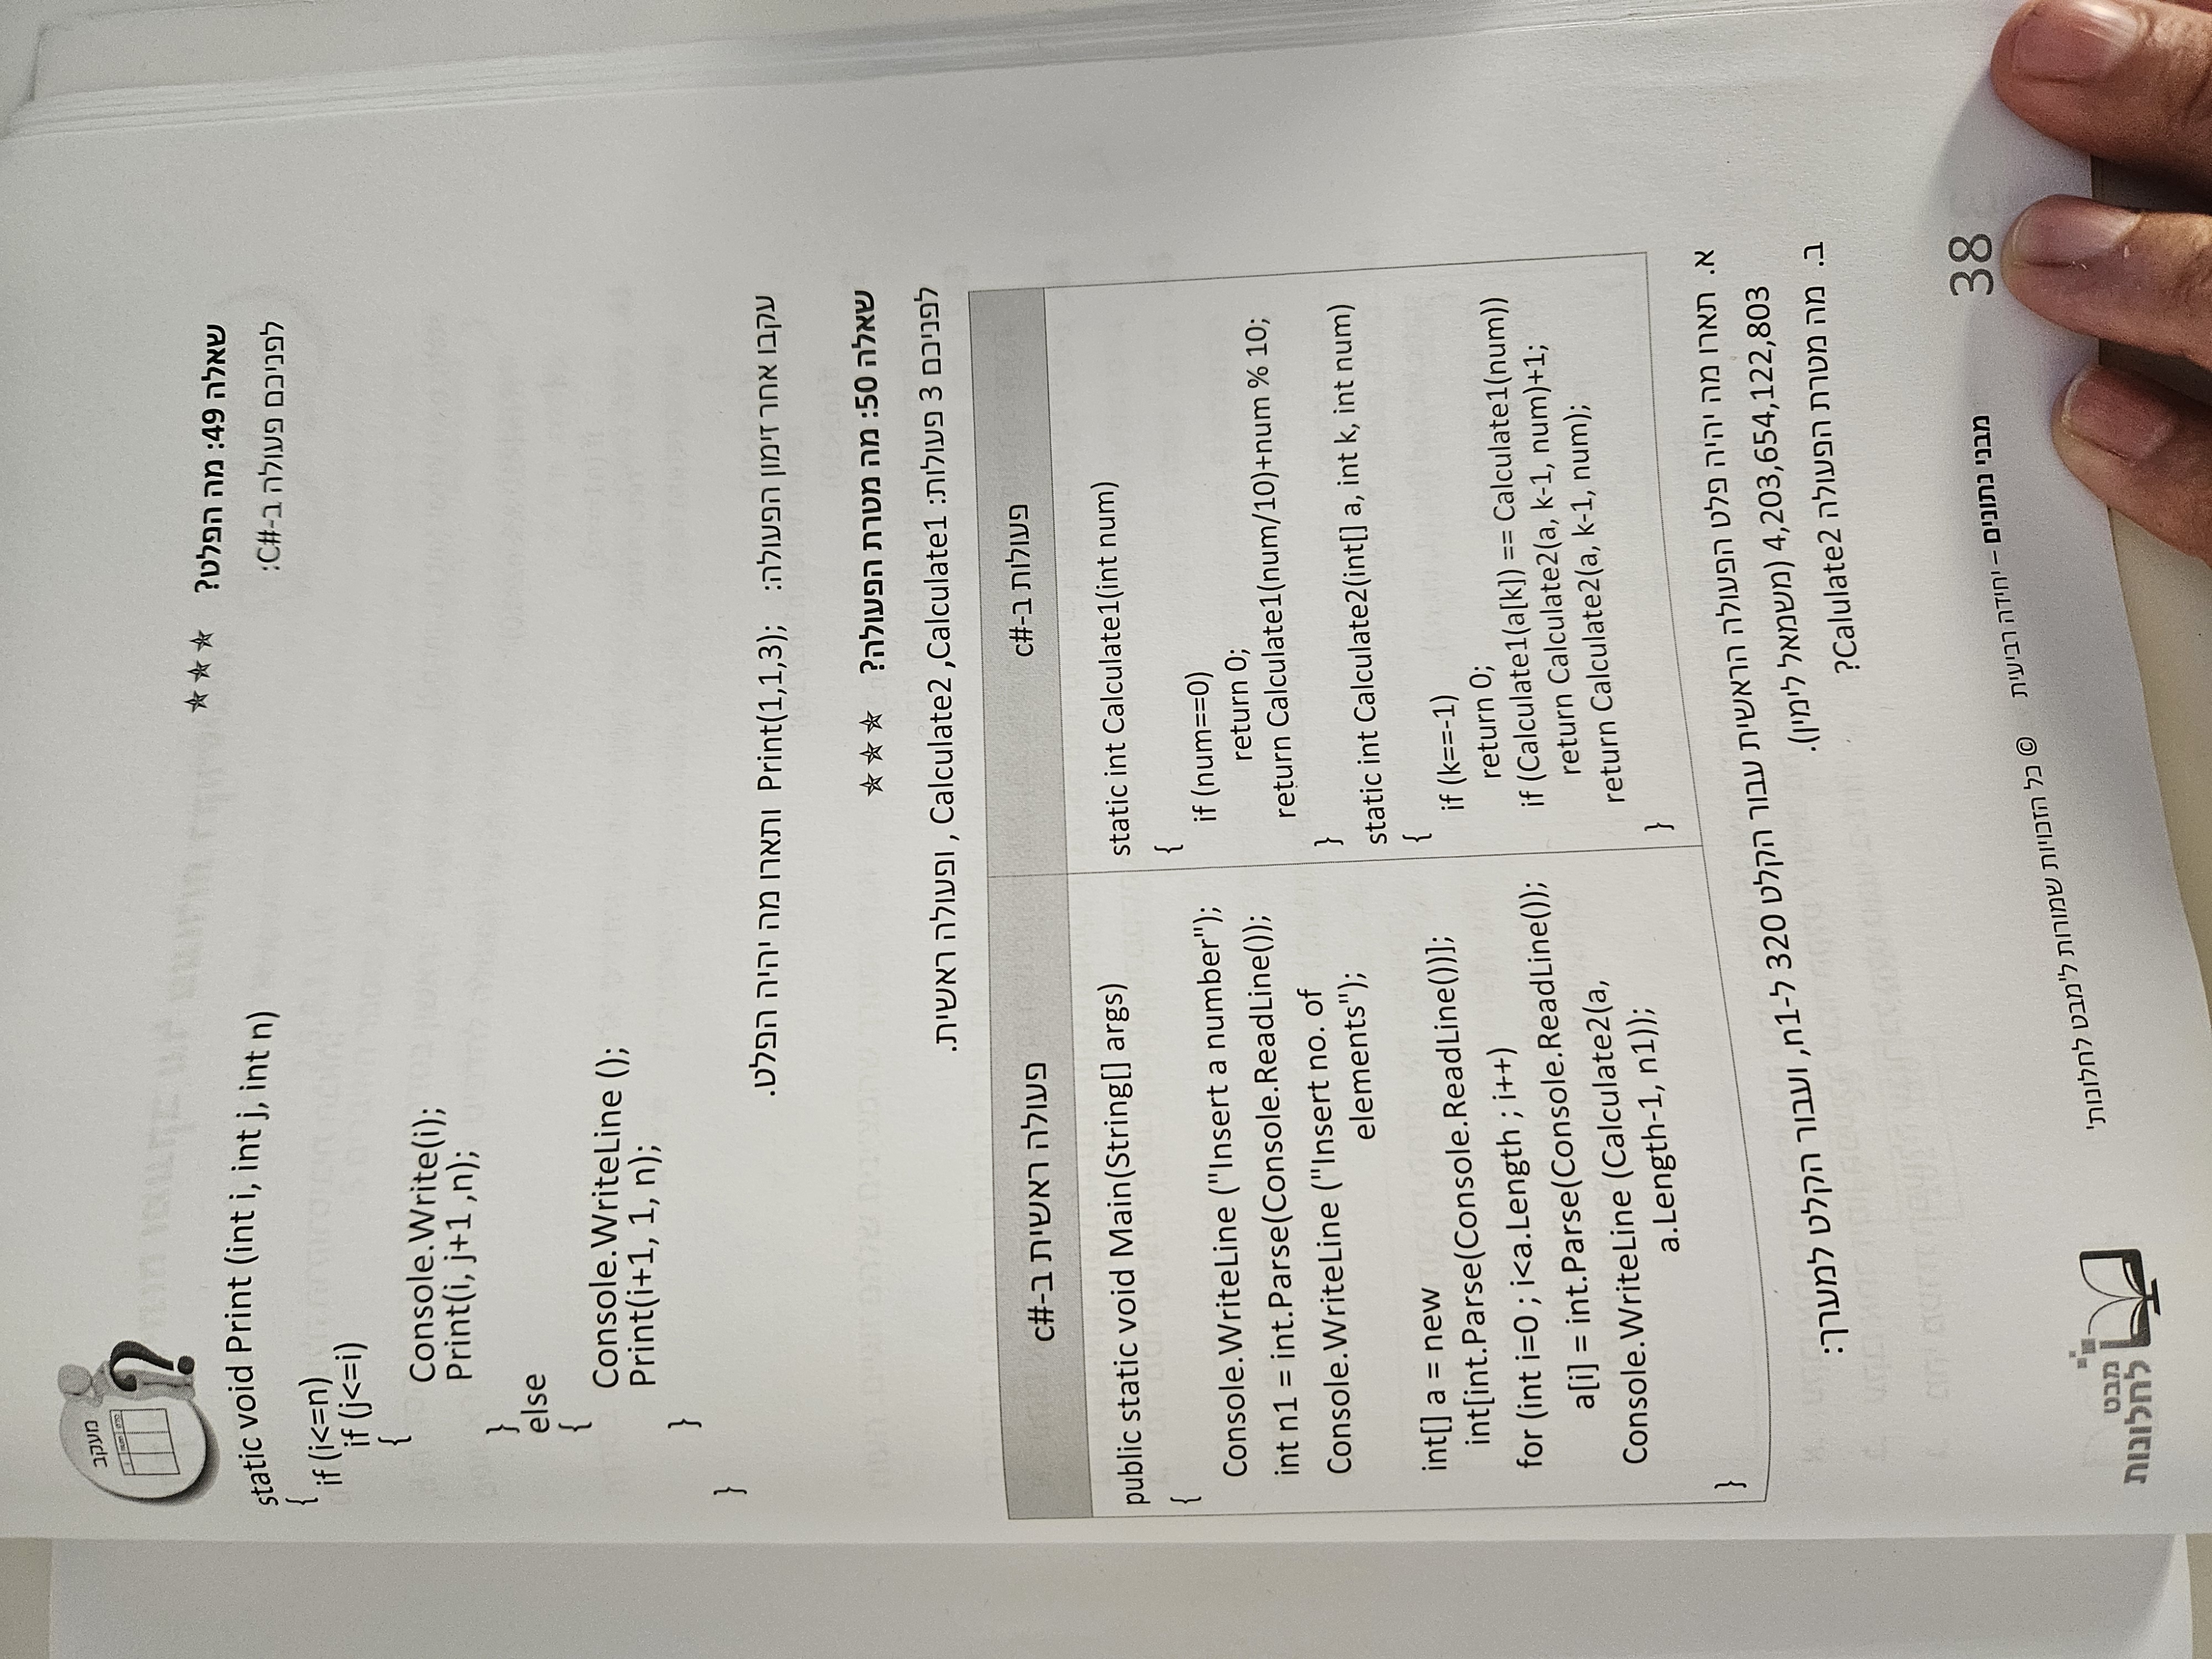 מעקב
שאלה 49: מה הפלט? ★★★
לפניכם פעולה ב-C#:
static void Print (int i, int j, int n)
{
if (i<=n)
if (j<=i)
{
Console.Write(i);
Print(i, j+1 ,n);
}
else
{
Console.WriteLine ();
Print(i+1, 1, n);
}
}
עקבו אחר זימון הפעולה: Print(1,1,3); ותארו מה יהיה הפלט.
שאלה 50: מה מטרת הפעולה? ★★★
לפניכם 3 פעולות: Calculate1, Calculate2 , ופעולה ראשית.
פעולות ב-c#
static int Calculate1(int num)
{
if (num==0)
return 0;
return Calculate1(num/10)+num % 10;
}
static int Calculate2(int[] a, int k, int num)
{
if (k==-1)
return 0;
if (Calculate1(a[k]) == Calculate1(num))
return Calculate2(a, k-1, num)+1;
return Calculate2(a, k-1, num);
}
פעולה ראשית ב-c#
public static void Main(String[] args)
{
Console.WriteLine ("Insert a number");
int n1 = int.Parse(Console.ReadLine());
Console.WriteLine ("Insert no. of
elements");
int[] a = new
int[int.Parse(Console.ReadLine())];
for (int i=0 ; i<a.Length ; i++)
a[i] = int.Parse(Console.ReadLine());
Console.WriteLine (Calculate2(a,
a.Length-1, n1));
}
א. תארו מה יהיה פלט הפעולה הראשית עבור הקלט 320 ל-n1, ועבור הקלט למערך:
4,203,654,122,803 (משמאל לימין).
ב. מה מטרת הפעולה Calulate2?
38
מבני נתונים – יחידה רביעית © כל הזכויות שמורות ל'מבט לחלונות'
מבט
לחלונות